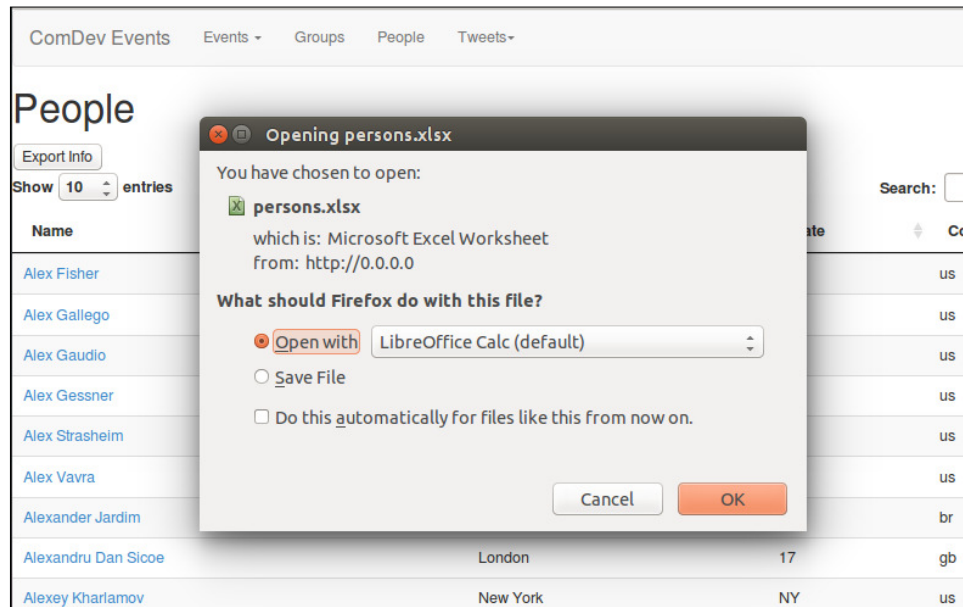 ComDev Events Events Groups People Tweets
People
Opening persons.xlsx
Export Info
You have chosen to open:
Show 10 entries
Search:
persons.xlsx
Name
which is: Microsoft Excel Worksheet
from: http://0.0.0.0
Alex Fisher us
What should Firefox do with this file?
Alex Gallego us
Open with LibreOffice Calc (default)
Alex Gaudio us
Save File
Alex Gessner us
Do this automatically for files like this from now on.
Alex Strasheim us
Alex Vavra us
Cancel OK
Alexander Jardim br
Alexandru Dan Sicoe London 17 gb
Alexey Kharlamov New York NY us